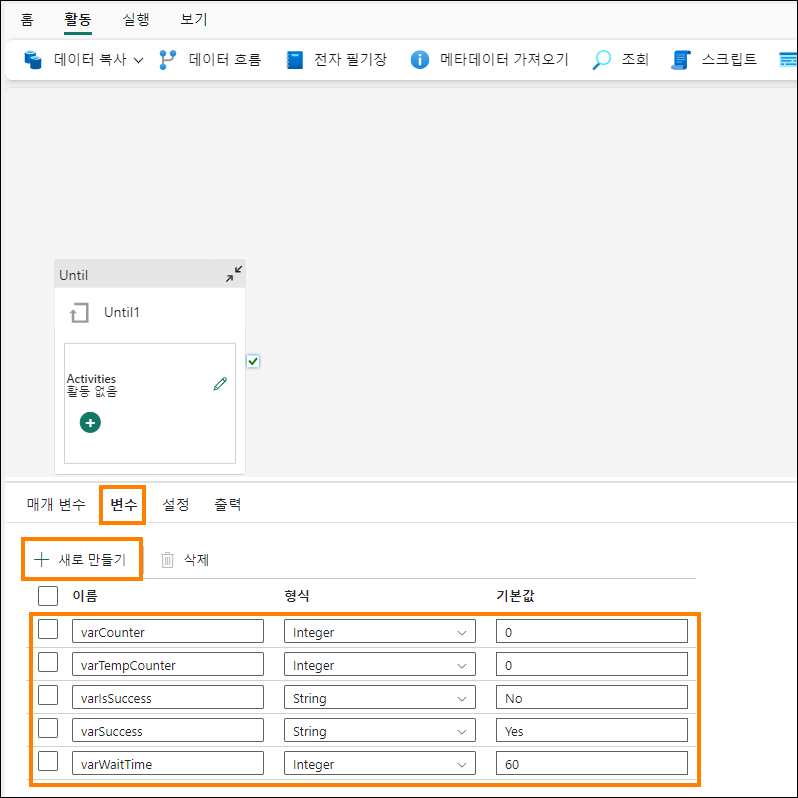 홈 활동 실행 보기
데이터 복사 데이터 흐름 전자 필기장 메타데이터 가져오기 조회 스크립트
Until
Until1
Activities
활동 없음
매개 변수 변수 설정 출력
새로 만들기 삭제
이름 형식 기본값
varCounter Integer 0
varTempCounter Integer 0
varIsSuccess String No
varSuccess String Yes
varWaitTime Integer 60